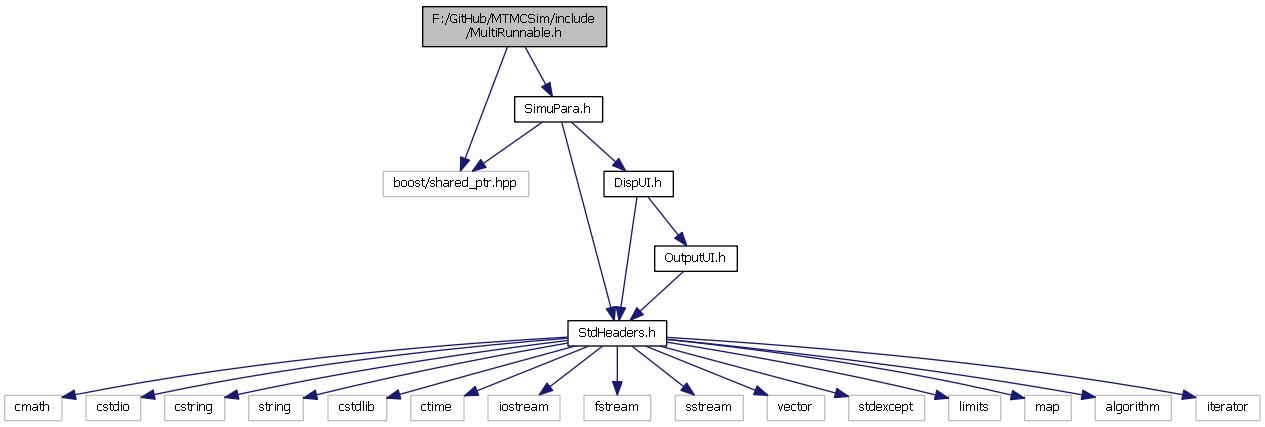 F:/GitHub/MTMCSim/include
/MultiRunnable.h
SimuPara.h
boost/shared_ptr.hpp
DispUI.h
OutputUI.h
StdHeaders.h
cmath
cstdio
cstring
string
cstdlib
ctime
iostream
fstream
sstream
vector
stdexcept
limits
map
algorithm
iterator